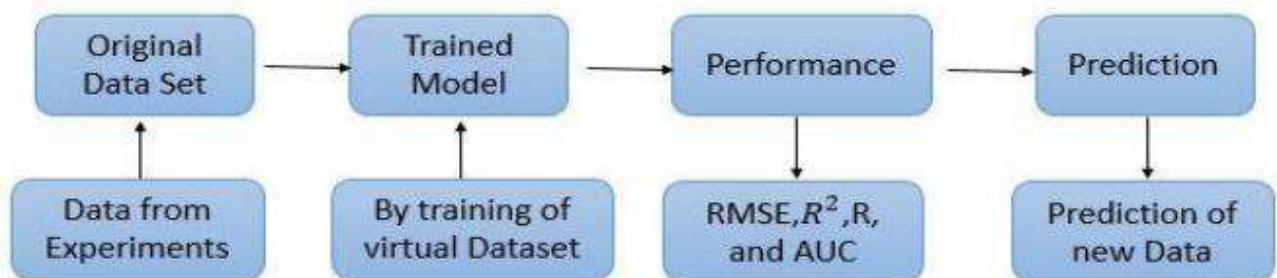 Original
Data Set
Trained
Model
Performance
Prediction
Data from
Experiments
By training of
virtual Dataset
RMSE,R²,R,
and AUC
Prediction of
new Data